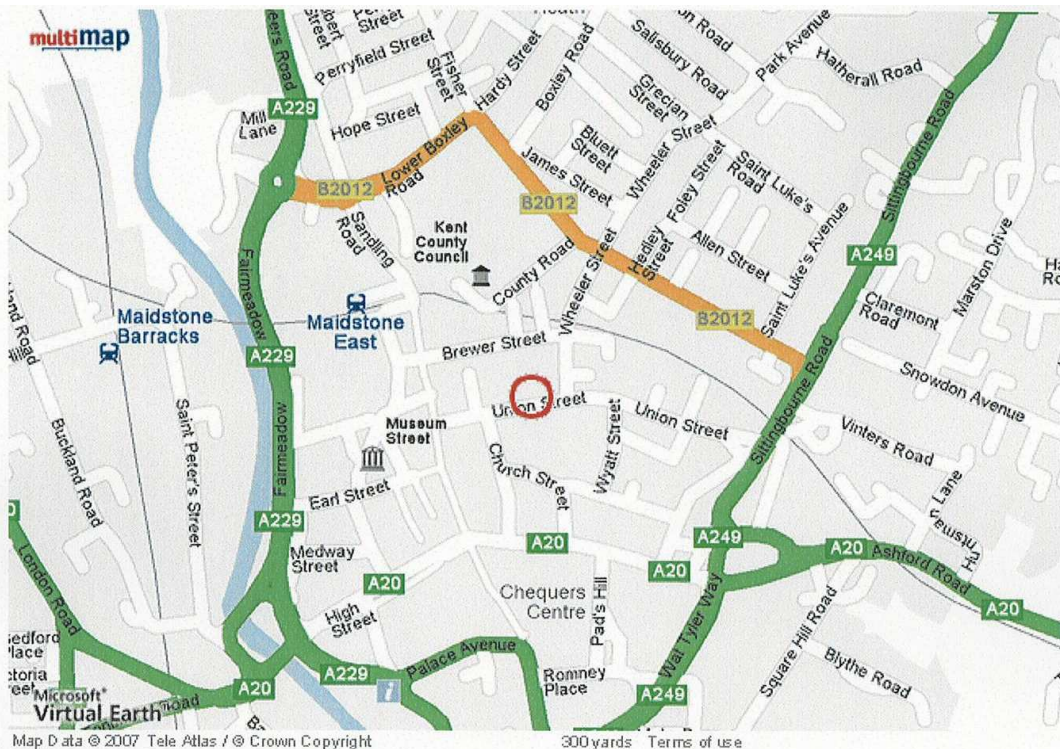 multimap
Perryfield Street
Fisher Street
Hardy Street
Boxley Road
Salisbury Road
Grecian Street
Park Avenue
Hatherall Road
A229
Mill Lane
Hope Street
Lower Boxley Road
B2012
Bluett Street
Wheeler Street
James Street
B2012
Saint Luke's Road
Sittingbourne Road
Sandling Road
Kent County Council
County Road
Wheeler Street
Hedley Street
Foley Street
Allen Street
Saint Luke's Avenue
A249
Marston Drive
Claremont Road
Fairmeadow
Maidstone Barracks
Maidstone East
B2012
A229
Brewer Street
Snowdon Avenue
Saint Peter's Street
Buckland Road
Museum Street
Union Street
Wyatt Street
Union Street
Sittingbourne Road
Vinters Road
Fairmeadow
Earl Street
Church Street
Lane
A229
A20
A249
A20
Ashford Road
London Road
Medway Street
A20
Chequers Centre
A20
A20
High Street
Pad's Hill
Wat Tyler Way
Square Hill Road
Blythe Road
Place
A229
Palace Avenue
Romney Place
A20
i
A249
Microsoft®
Virtual Earth™
Map Data © 2007 Tele Atlas / © Crown Copyright
300 yards Terms of use